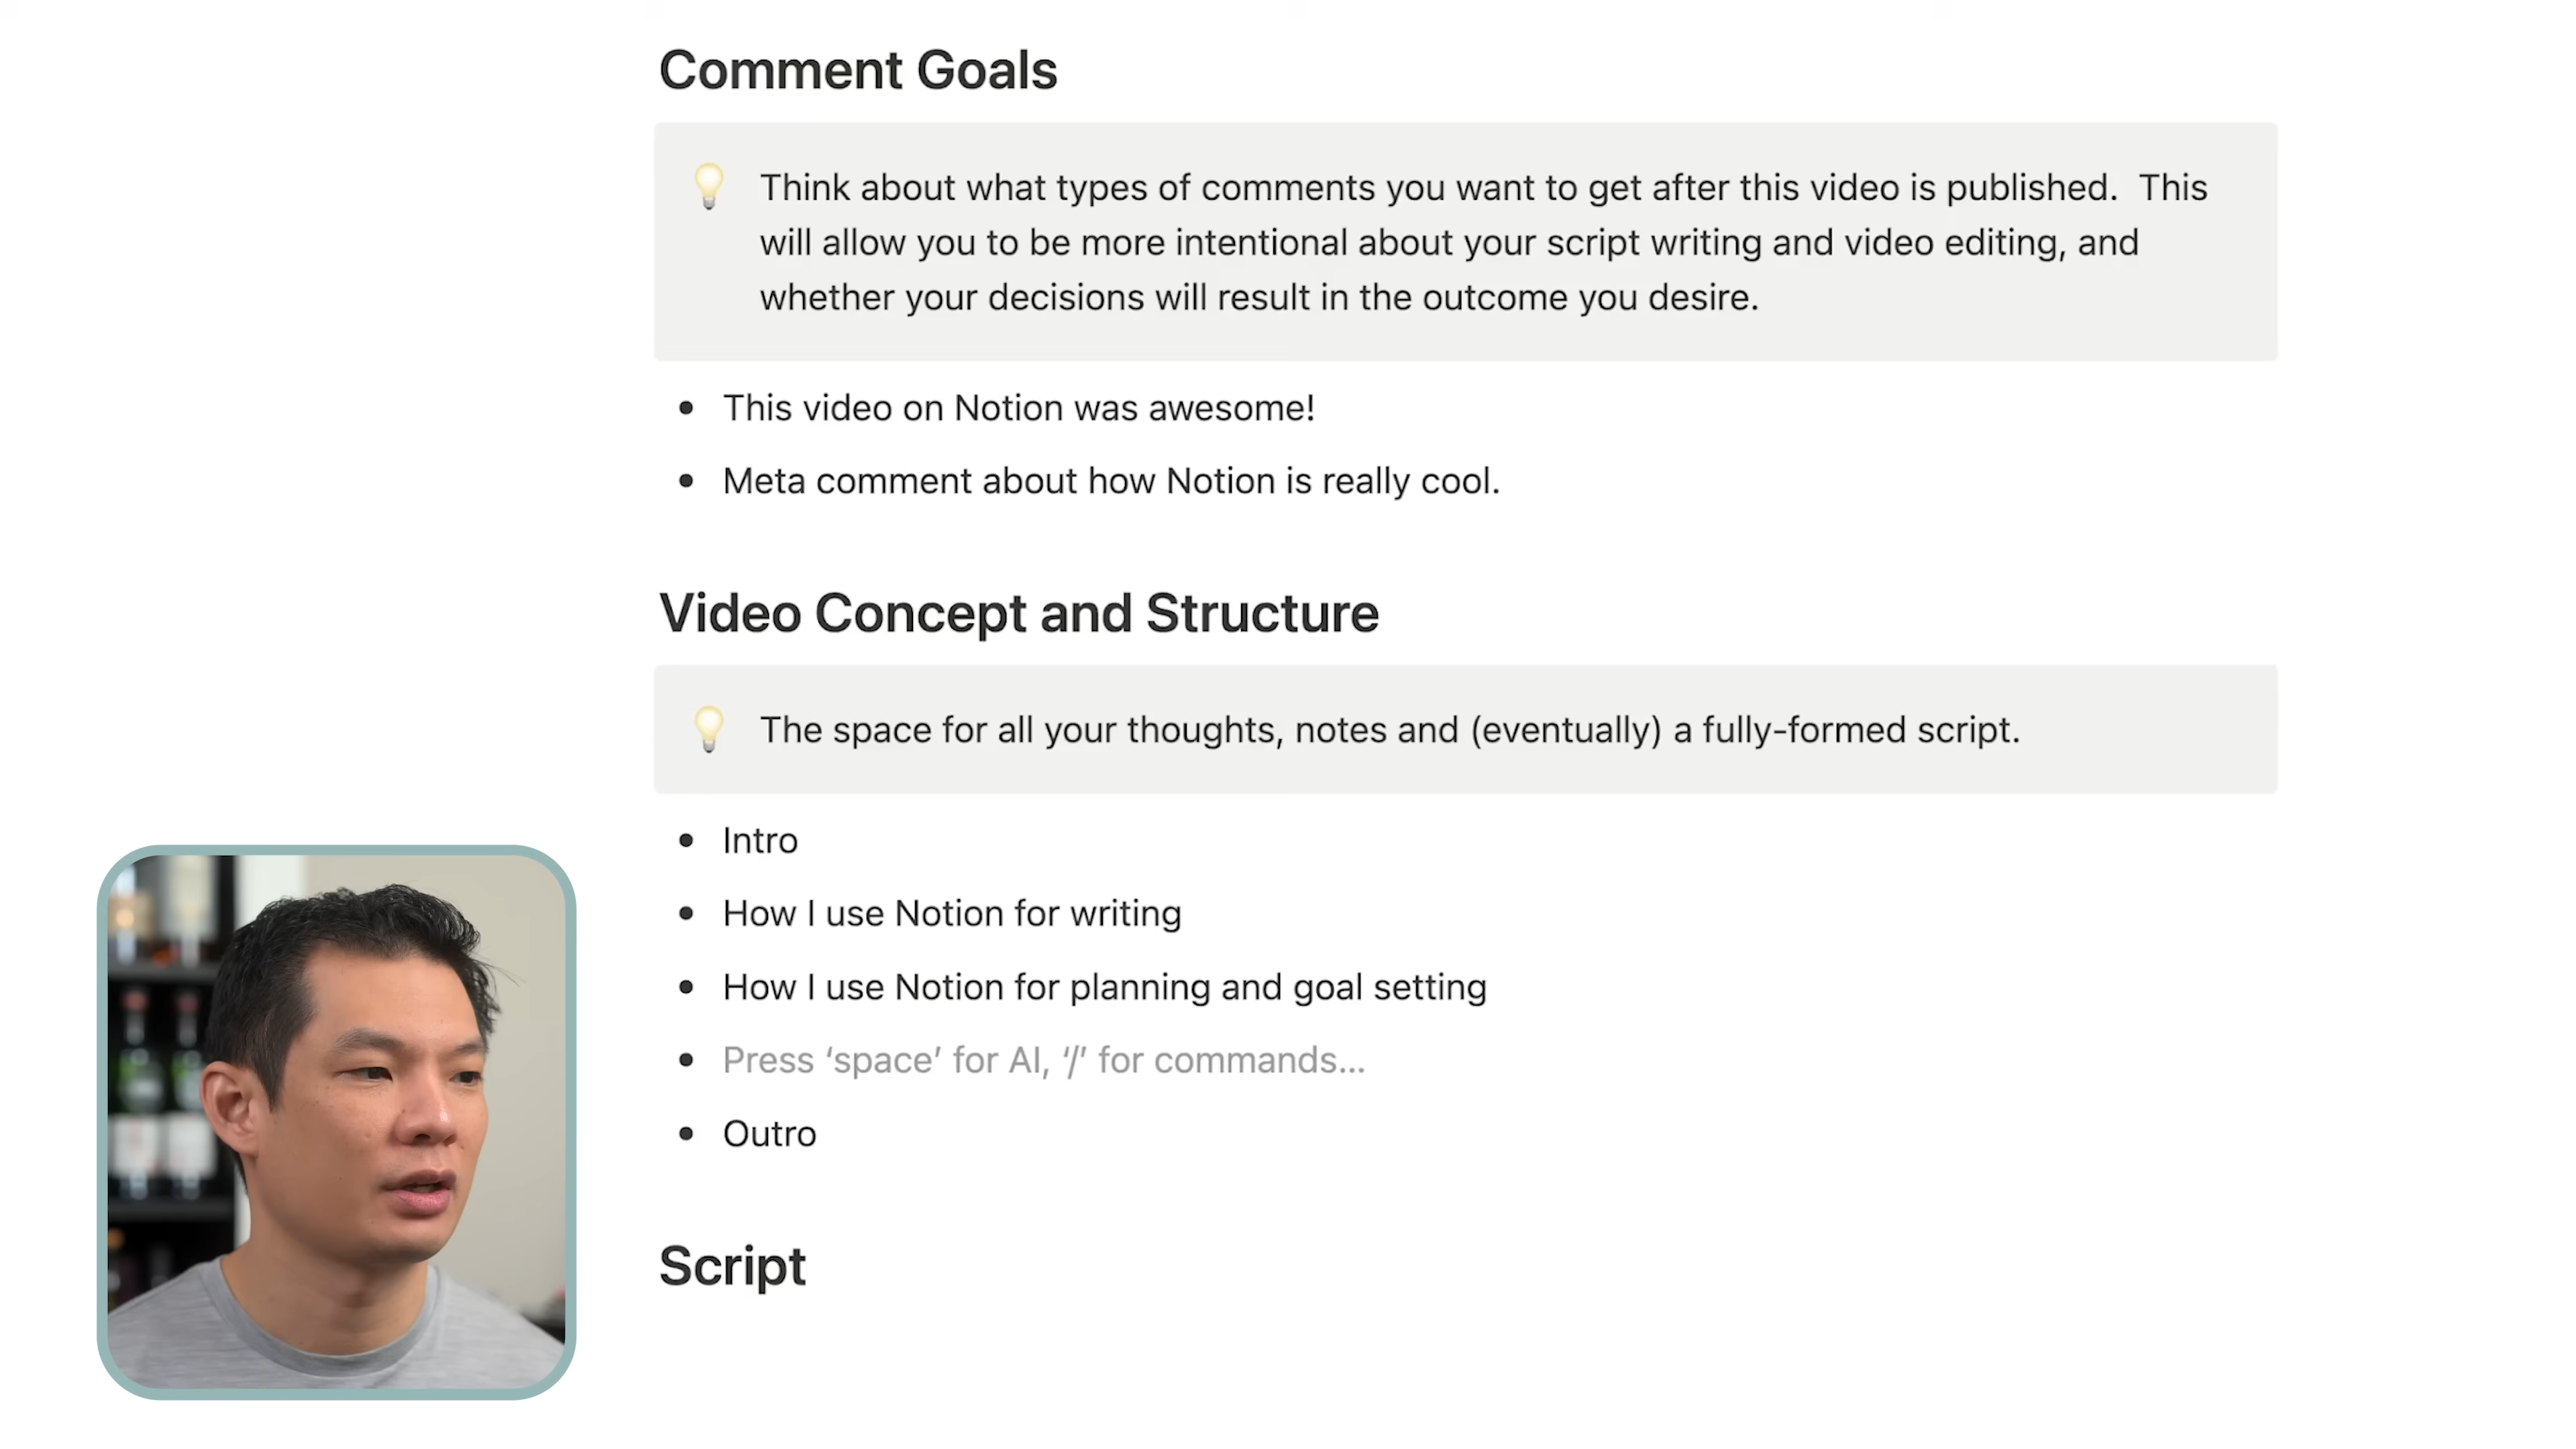 Comment Goals
Think about what types of comments you want to get after this video is published.  This
will allow you to be more intentional about your script writing and video editing, and
whether your decisions will result in the outcome you desire.
• This video on Notion was awesome!
• Meta comment about how Notion is really cool.
Video Concept and Structure
The space for all your thoughts, notes and (eventually) a fully-formed script.
• Intro
• How I use Notion for writing
• How I use Notion for planning and goal setting
• Press ‘space’ for AI, ‘/’ for commands…
• Outro
Script